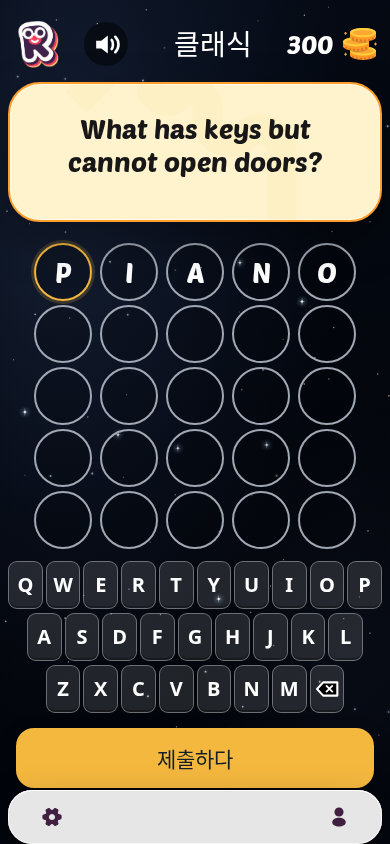 클래식
300
What has keys but
cannot open doors?
P I A N O
Q W E R T Y U I O P
A S D F G H J K L
Z X C V B N M
제출하다